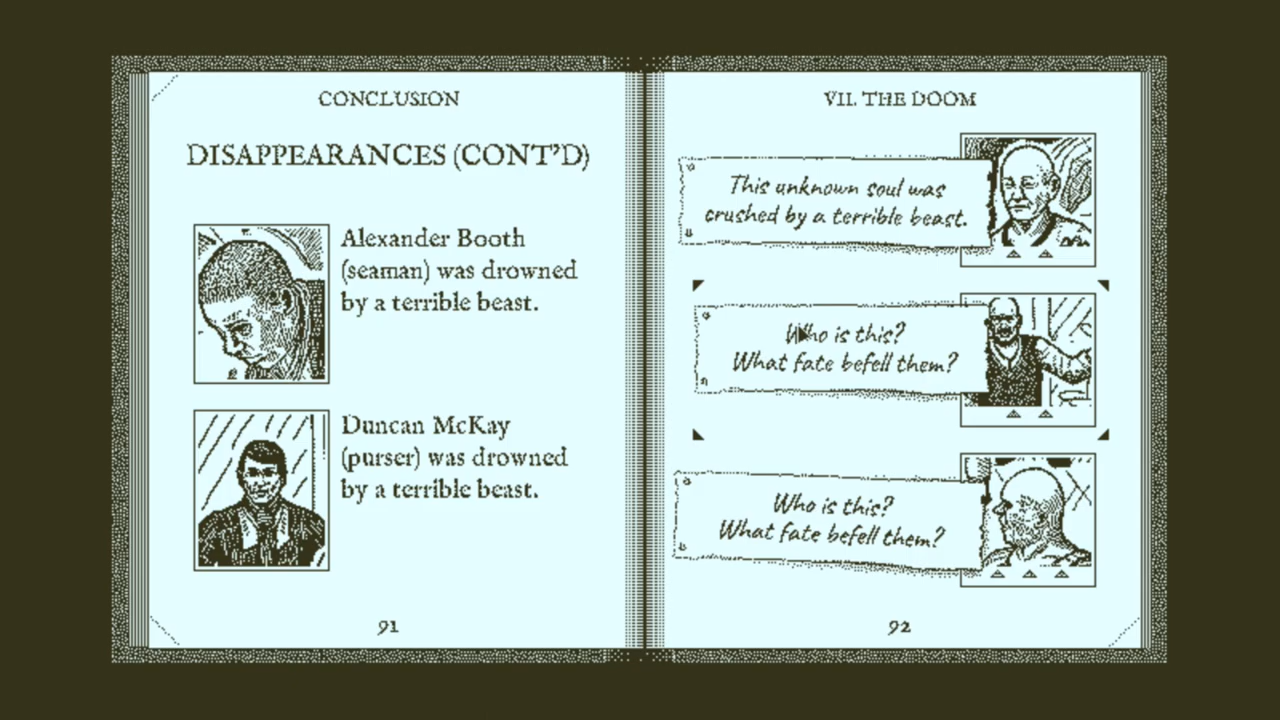 CONCLUSION
DISAPPEARANCES (CONT'D)
Alexander Booth
(seaman) was drowned
by a terrible beast.
Duncan McKay
(purser) was drowned
by a terrible beast.
91
VII. THE DOOM
This unknown soul was
crushed by a terrible beast.
Who is this?
What fate befell them?
Who is this?
What fate befell them?
92